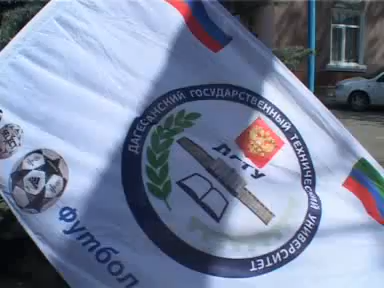 ДАГЕСТАНСКИЙ ГОСУДАРСТВЕННЫЙ ТЕХНИЧЕСКИЙ УНИВЕРСИТЕТ
ДГТУ
футбол